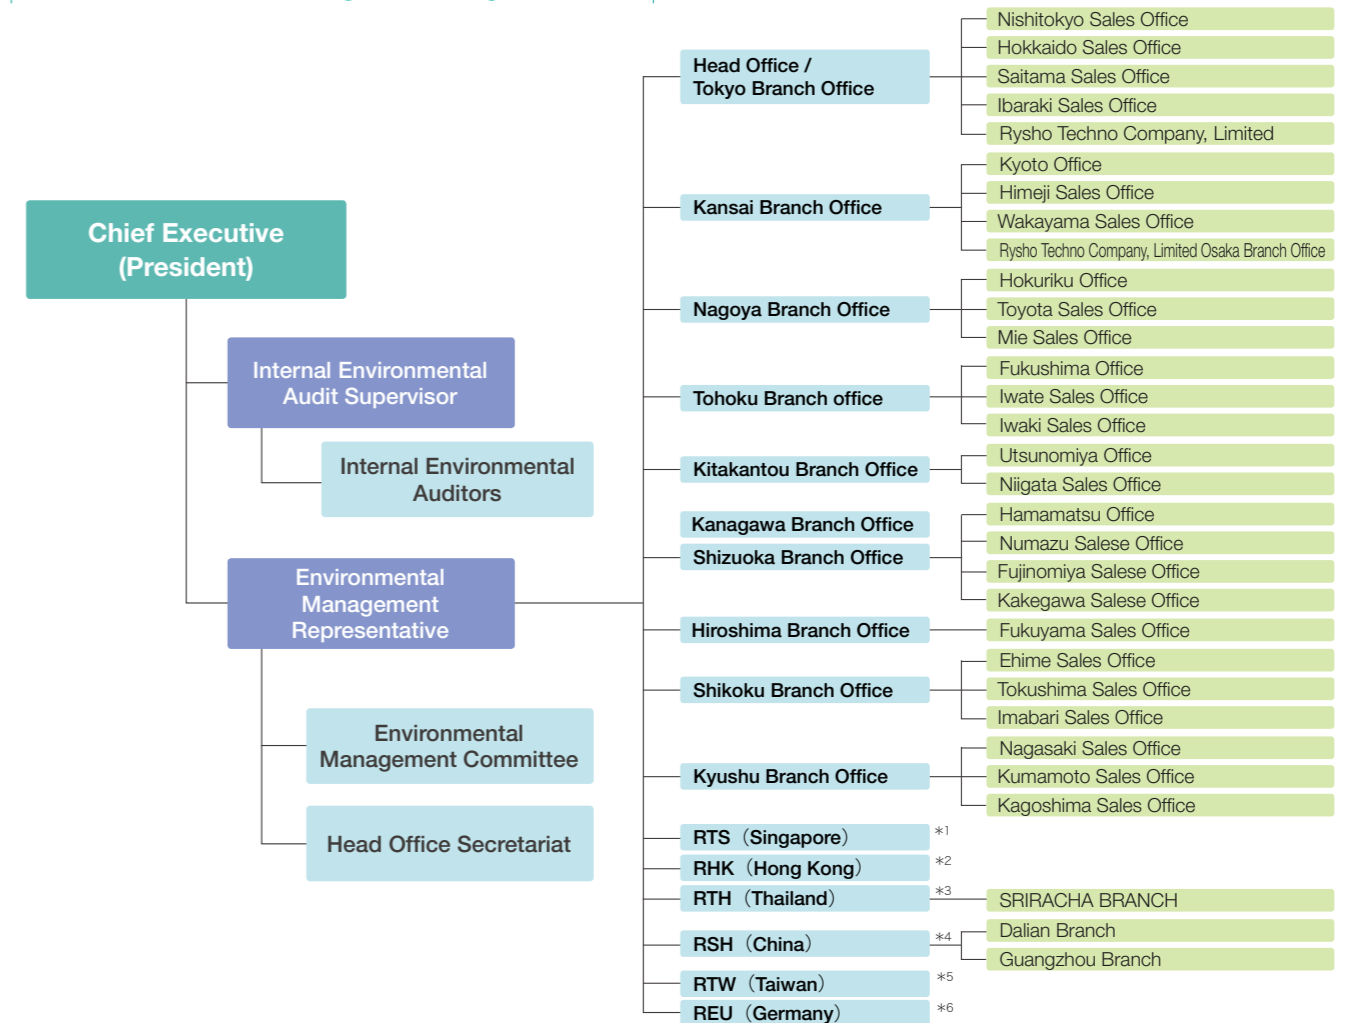 Chief Executive
(President)
Internal Environmental
Audit Supervisor
Internal Environmental
Auditors
Environmental
Management
Representative
Environmental
Management Committee
Head Office Secretariat
Head Office /
Tokyo Branch Office
Nishitokyo Sales Office
Hokkaido Sales Office
Saitama Sales Office
Ibaraki Sales Office
Rysho Techno Company, Limited
Kansai Branch Office
Kyoto Office
Himeji Sales Office
Wakayama Sales Office
Rysho Techno Company, Limited Osaka Branch Office
Nagoya Branch Office
Hokuriku Office
Toyota Sales Office
Mie Sales Office
Tohoku Branch office
Fukushima Office
Iwate Sales Office
Iwaki Sales Office
Kitakantou Branch Office
Utsunomiya Office
Niigata Sales Office
Kanagawa Branch Office
Shizuoka Branch Office
Hamamatsu Office
Numazu Salese Office
Fujinomiya Salese Office
Kakegawa Salese Office
Hiroshima Branch Office
Fukuyama Sales Office
Shikoku Branch Office
Ehime Sales Office
Tokushima Sales Office
Imabari Sales Office
Kyushu Branch Office
Nagasaki Sales Office
Kumamoto Sales Office
Kagoshima Sales Office
RTS（Singapore） *1
RHK（Hong Kong） *2
RTH（Thailand） *3
SRIRACHA BRANCH
RSH（China） *4
Dalian Branch
Guangzhou Branch
RTW（Taiwan） *5
REU（Germany） *6